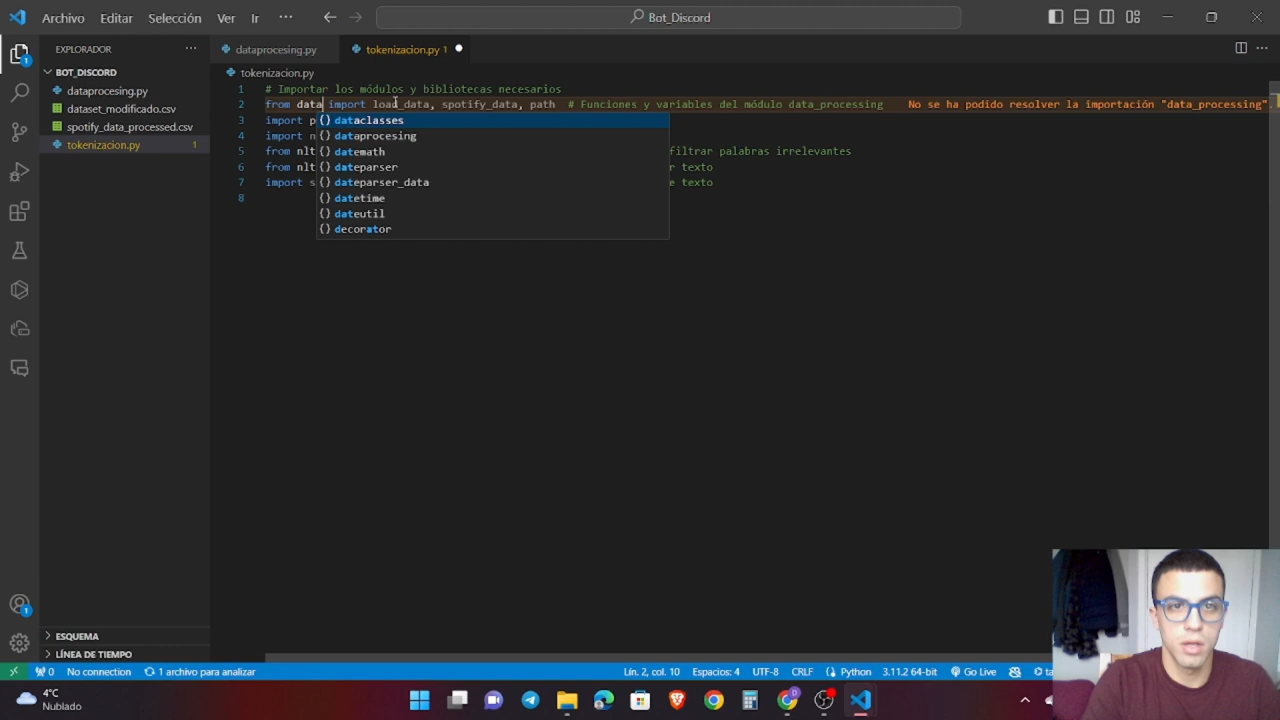 Archivo Editar Selección Ver Ir ··· Bot_Discord
EXPLORADOR ··· dataprocesing.py tokenizacion.py 1
BOT_DISCORD tokenizacion.py
dataprocesing.py
dataset_modificado.csv
spotify_data_processed.csv
tokenizacion.py 1
1 # Importar los módulos y bibliotecas necesarios
2 from data import load_data, spotify_data, path # Funciones y variables del módulo data_processing No se ha podido resolver la importación "data_processing".
3 import p
4 import n
5 from nlt filtrar palabras irrelevantes
6 from nlt r texto
7 import s e texto
8
dataclasses
dataprocesing
datemath
dateparser
dateparser_data
datetime
dateutil
decorator
1
1
ESQUEMA
LÍNEA DE TIEMPO
0 No connection 1 archivo para analizar Lín. 2, col. 10 Espacios: 4 UTF-8 CRLF Python 3.11.2 64-bit Go Live ta
4°C
Nublado